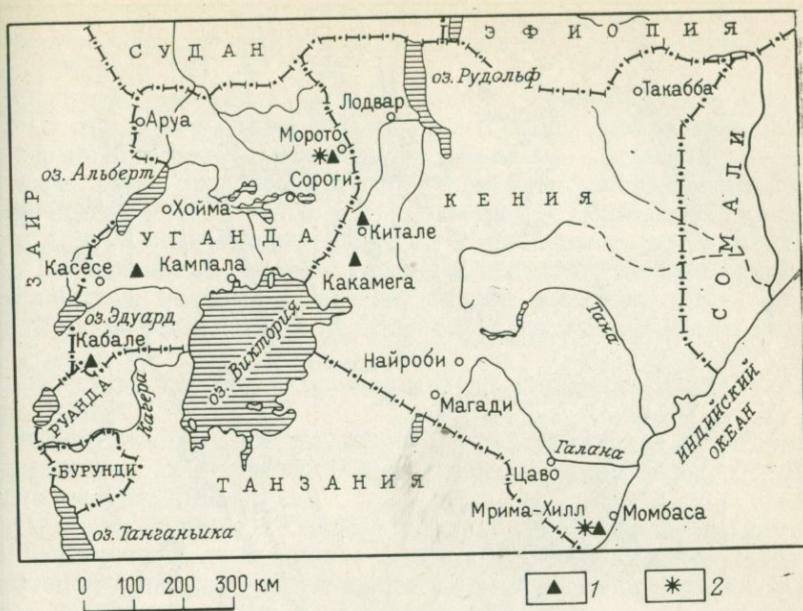 СУДАН
ЭФИОПИЯ
оз. Рудольф
Такабба
Лодвар
Аруа
Морото
оз. Альберт
Сороги
КЕНИЯ
СОМАЛИ
ЗАИР
Хойма
УГАНДА
Китале
Касесе
Кампала
Какамега
оз. Эдуард
Кабале
оз. Виктория
Тана
Найроби
РУАНДА
Кагера
Магади
ИНДИЙСКИЙ
ОКЕАН
БУРУНДИ
Галана
Цаво
ТАНЗАНИЯ
Мрима-Хилл
Момбаса
оз. Танганьика
0 100 200 300 км
1
2